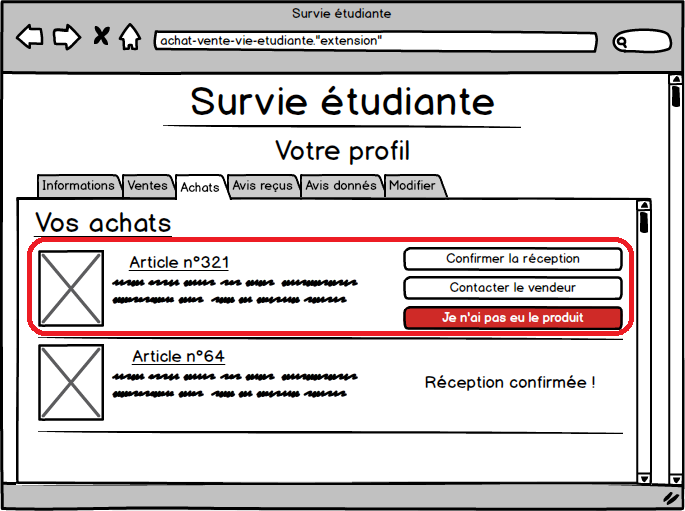 Survie étudiante
achat-vente-vie-etudiante."extension"
Survie étudiante
Votre profil
Informations Ventes Achats Avis reçus Avis donnés Modifier
Vos achats
Article n°321
Confirmer la réception
Contacter le vendeur
Je n'ai pas eu le produit
Article n°64
Réception confirmée !